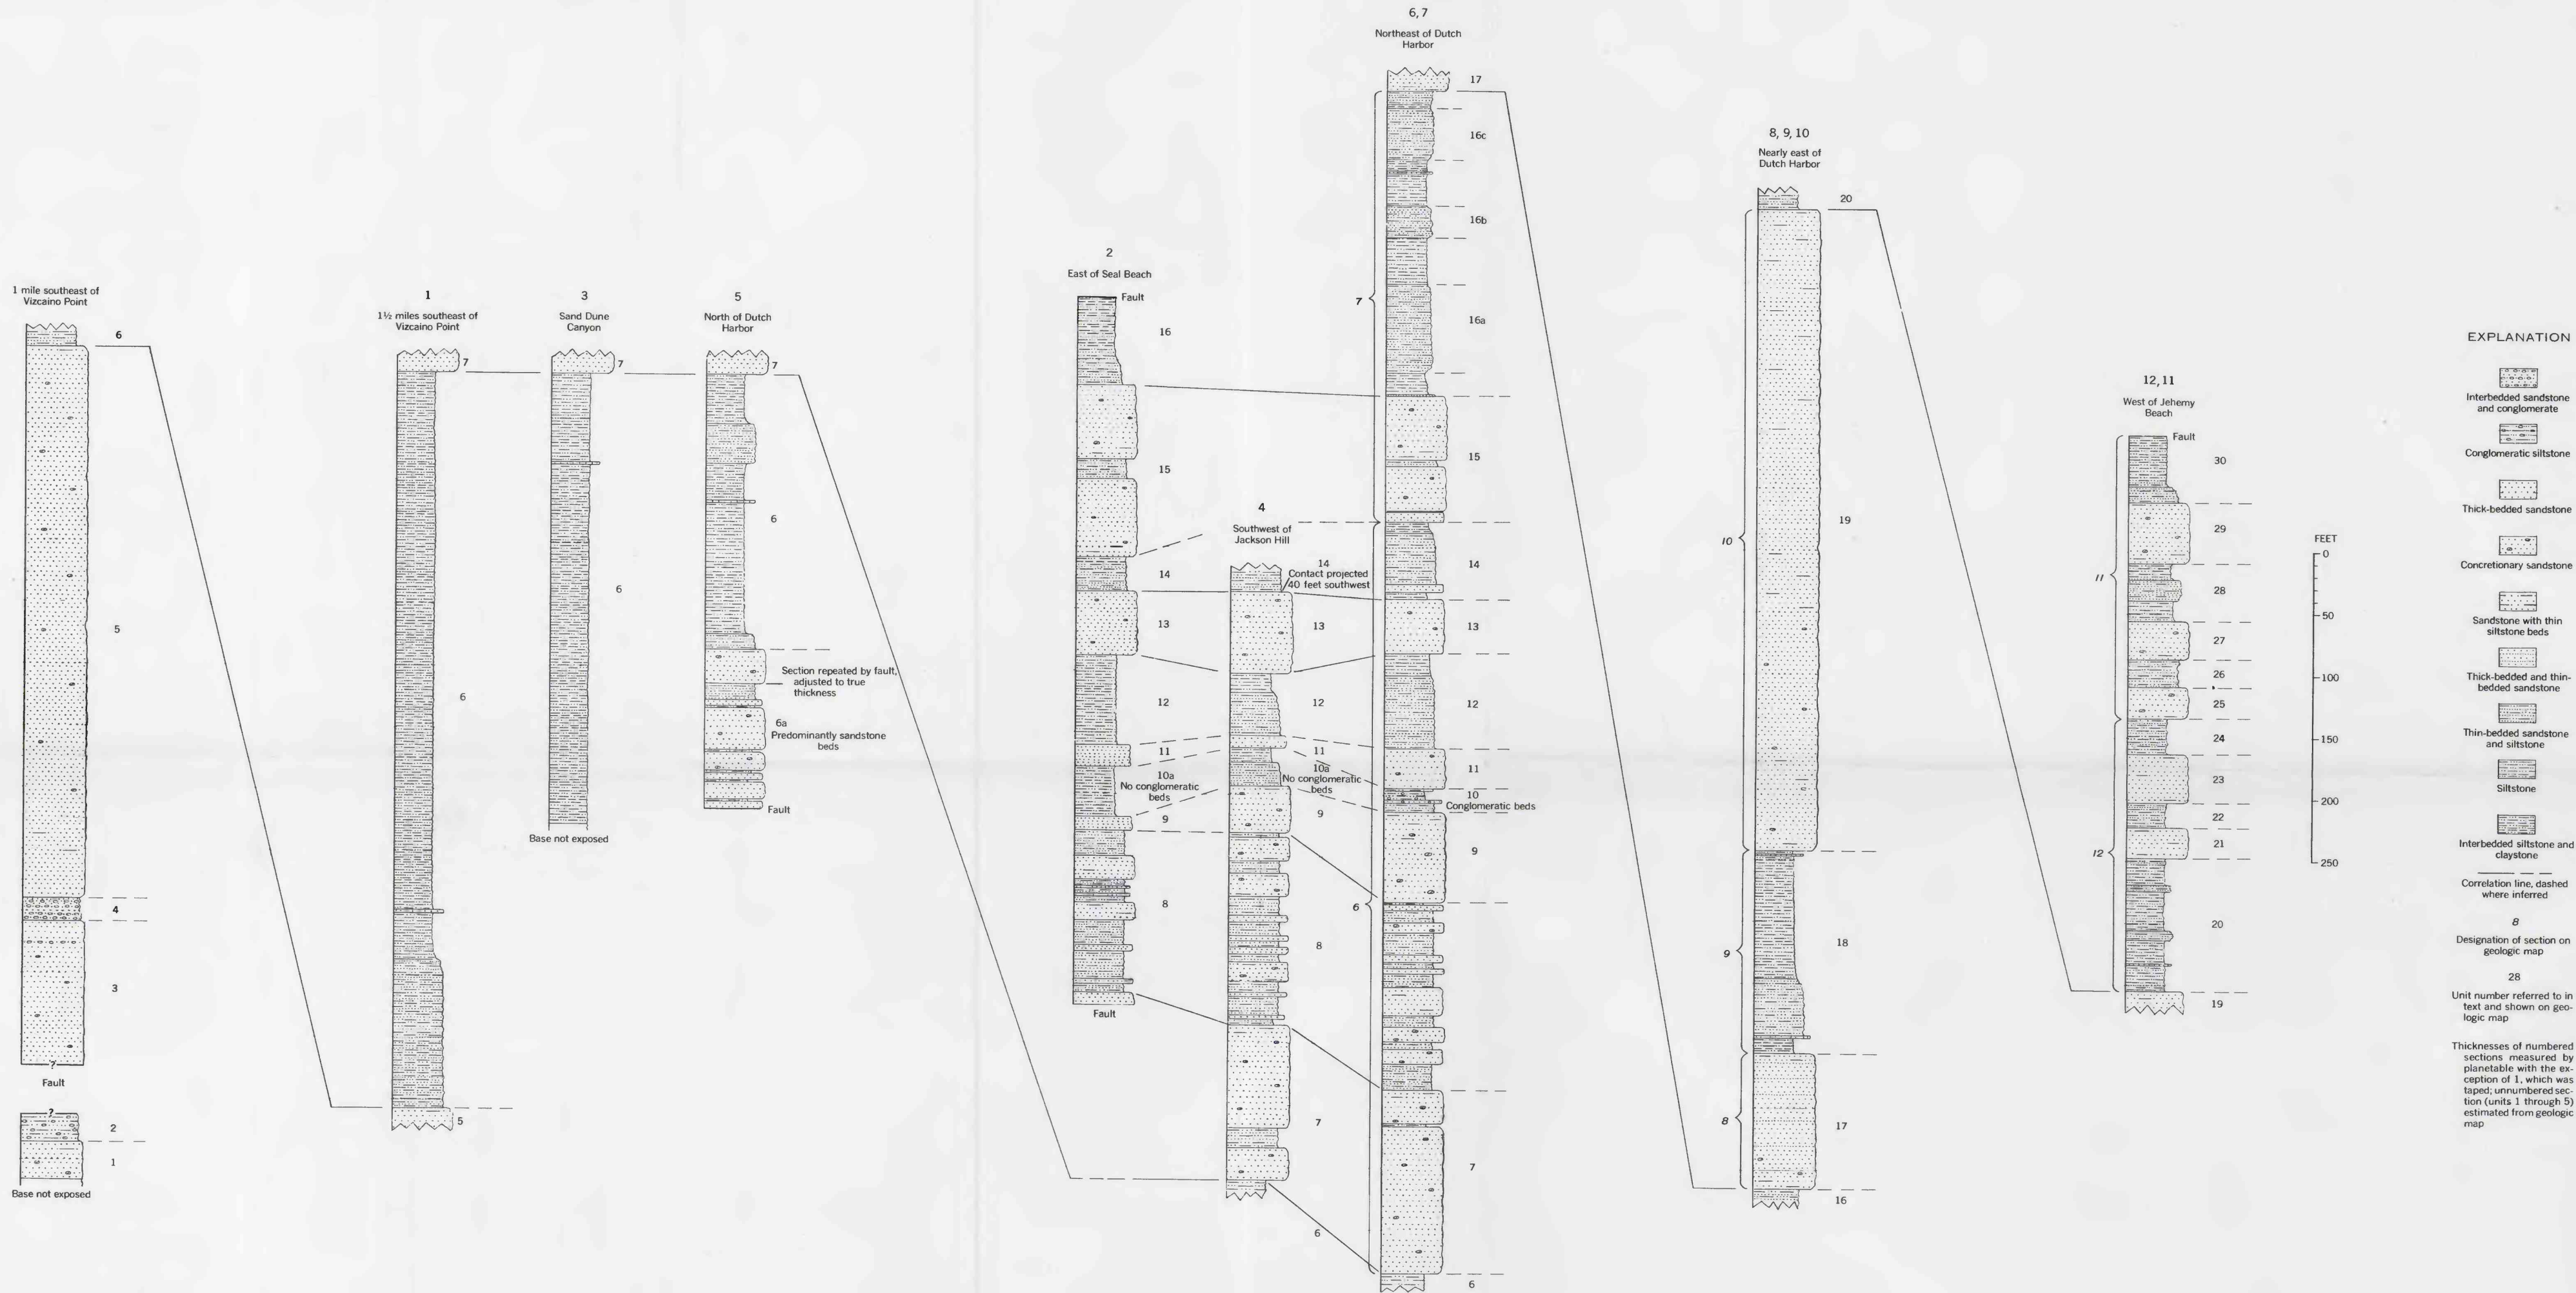 1 mile southeast of
Vizcaino Point
6
5
4
3
?
Fault
?
2
1
Base not exposed
1
1½ miles southeast of
Vizcaino Point
7
6
5
3
Sand Dune
Canyon
7
6
Base not exposed
5
North of Dutch
Harbor
7
6
Section repeated by fault,
adjusted to true
thickness
6a
Predominantly sandstone
beds
Fault
2
East of Seal Beach
Fault
16
15
14
13
12
11
10a
No conglomeratic
beds
9
8
Fault
4
Southwest of
Jackson Hill
14
Contact projected
40 feet southwest
13
12
11
10a
No conglomeratic
beds
9
8
7
6
6, 7
Northeast of Dutch
Harbor
17
16c
16b
7
16a
15
14
13
12
11
10
Conglomeratic beds
9
6
7
6
8, 9, 10
Nearly east of
Dutch Harbor
20
10
19
9
18
8
17
16
12, 11
West of Jehemy
Beach
Fault
30
29
11
28
27
26
25
24
23
22
12
21
20
19
FEET
0
50
100
150
200
250
EXPLANATION
Interbedded sandstone
and conglomerate
Conglomeratic siltstone
Thick-bedded sandstone
Concretionary sandstone
Sandstone with thin
siltstone beds
Thick-bedded and thin-
bedded sandstone
Thin-bedded sandstone
and siltstone
Siltstone
Interbedded siltstone and
claystone
Correlation line, dashed
where inferred
8
Designation of section on
geologic map
28
Unit number referred to in
text and shown on geo-
logic map
Thicknesses of numbered
sections measured by
planetable with the ex-
ception of 1, which was
taped; unnumbered sec-
tion (units 1 through 5)
estimated from geologic
map